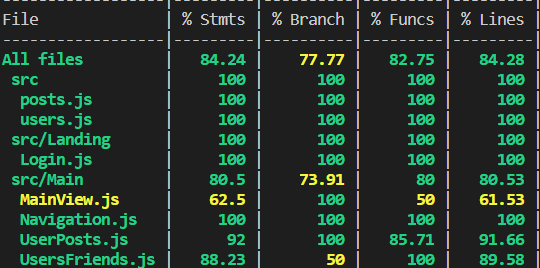 File | % Stmts | % Branch | % Funcs | % Lines |
All files | 84.24 | 77.77 | 82.75 | 84.28 |
src | 100 | 100 | 100 | 100 |
posts.js | 100 | 100 | 100 | 100 |
users.js | 100 | 100 | 100 | 100 |
src/Landing | 100 | 100 | 100 | 100 |
Login.js | 100 | 100 | 100 | 100 |
src/Main | 80.5 | 73.91 | 80 | 80.53 |
MainView.js | 62.5 | 100 | 50 | 61.53 |
Navigation.js | 100 | 100 | 100 | 100 |
UserPosts.js | 92 | 100 | 85.71 | 91.66 |
UsersFriends.js | 88.23 | 50 | 100 | 89.58 |